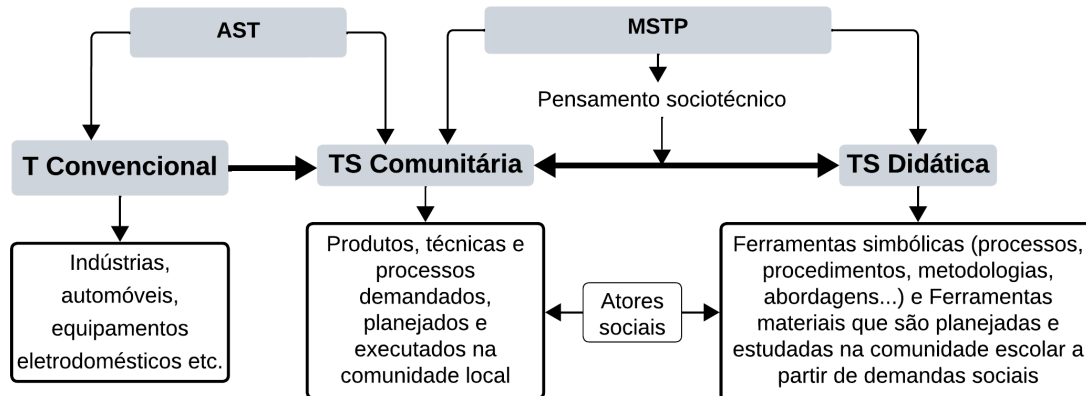 AST
MSTP
Pensamento sociotécnico
T Convencional
TS Comunitária
TS Didática
Indústrias,
automóveis,
equipamentos
eletrodomésticos etc.
Produtos, técnicas e
processos
demandados,
planejados e
executados na
comunidade local
Atores
sociais
Ferramentas simbólicas (processos,
procedimentos, metodologias,
abordagens...) e Ferramentas
materiais que são planejadas e
estudadas na comunidade escolar a
partir de demandas sociais